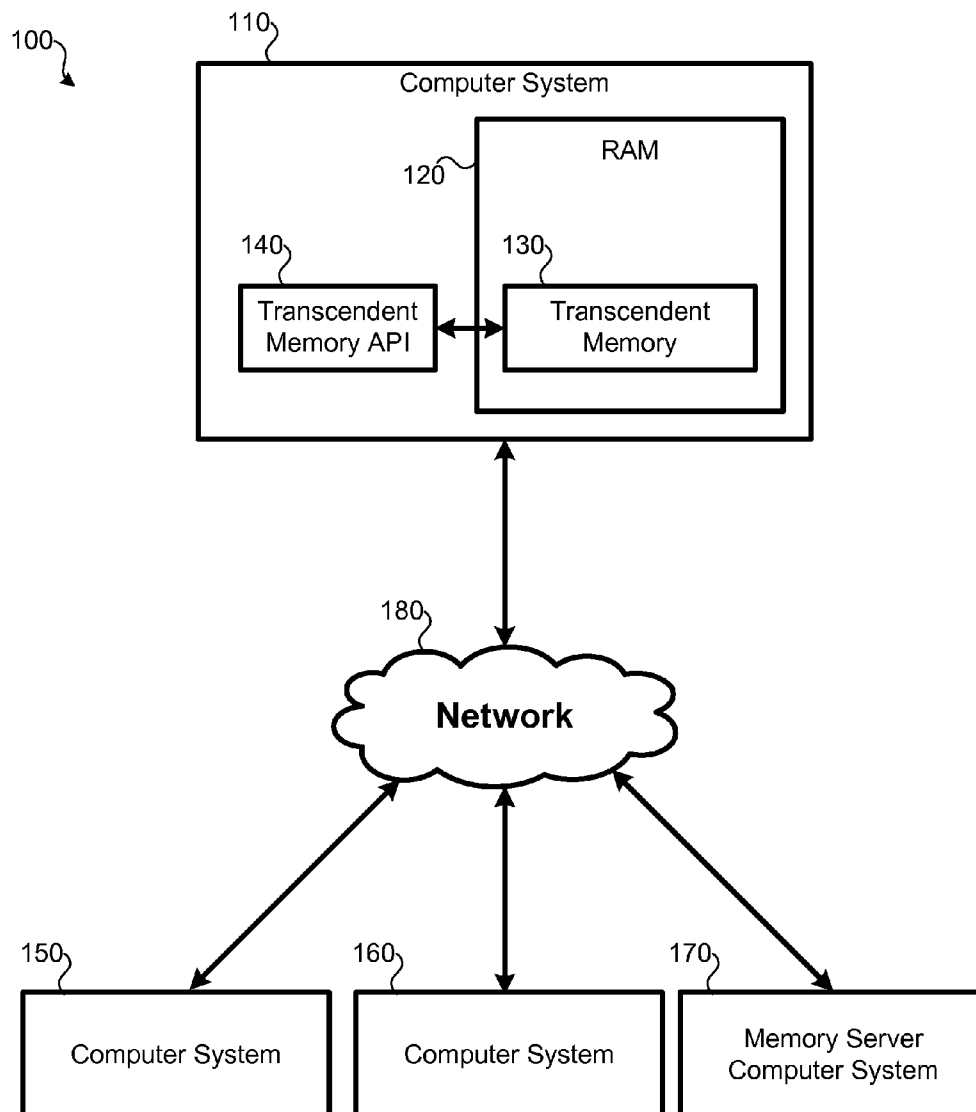 100
110
Computer System
120
RAM
140
130
Transcendent
Memory API
Transcendent
Memory
180
Network
150
160
170
Computer System
Computer System
Memory Server
Computer System